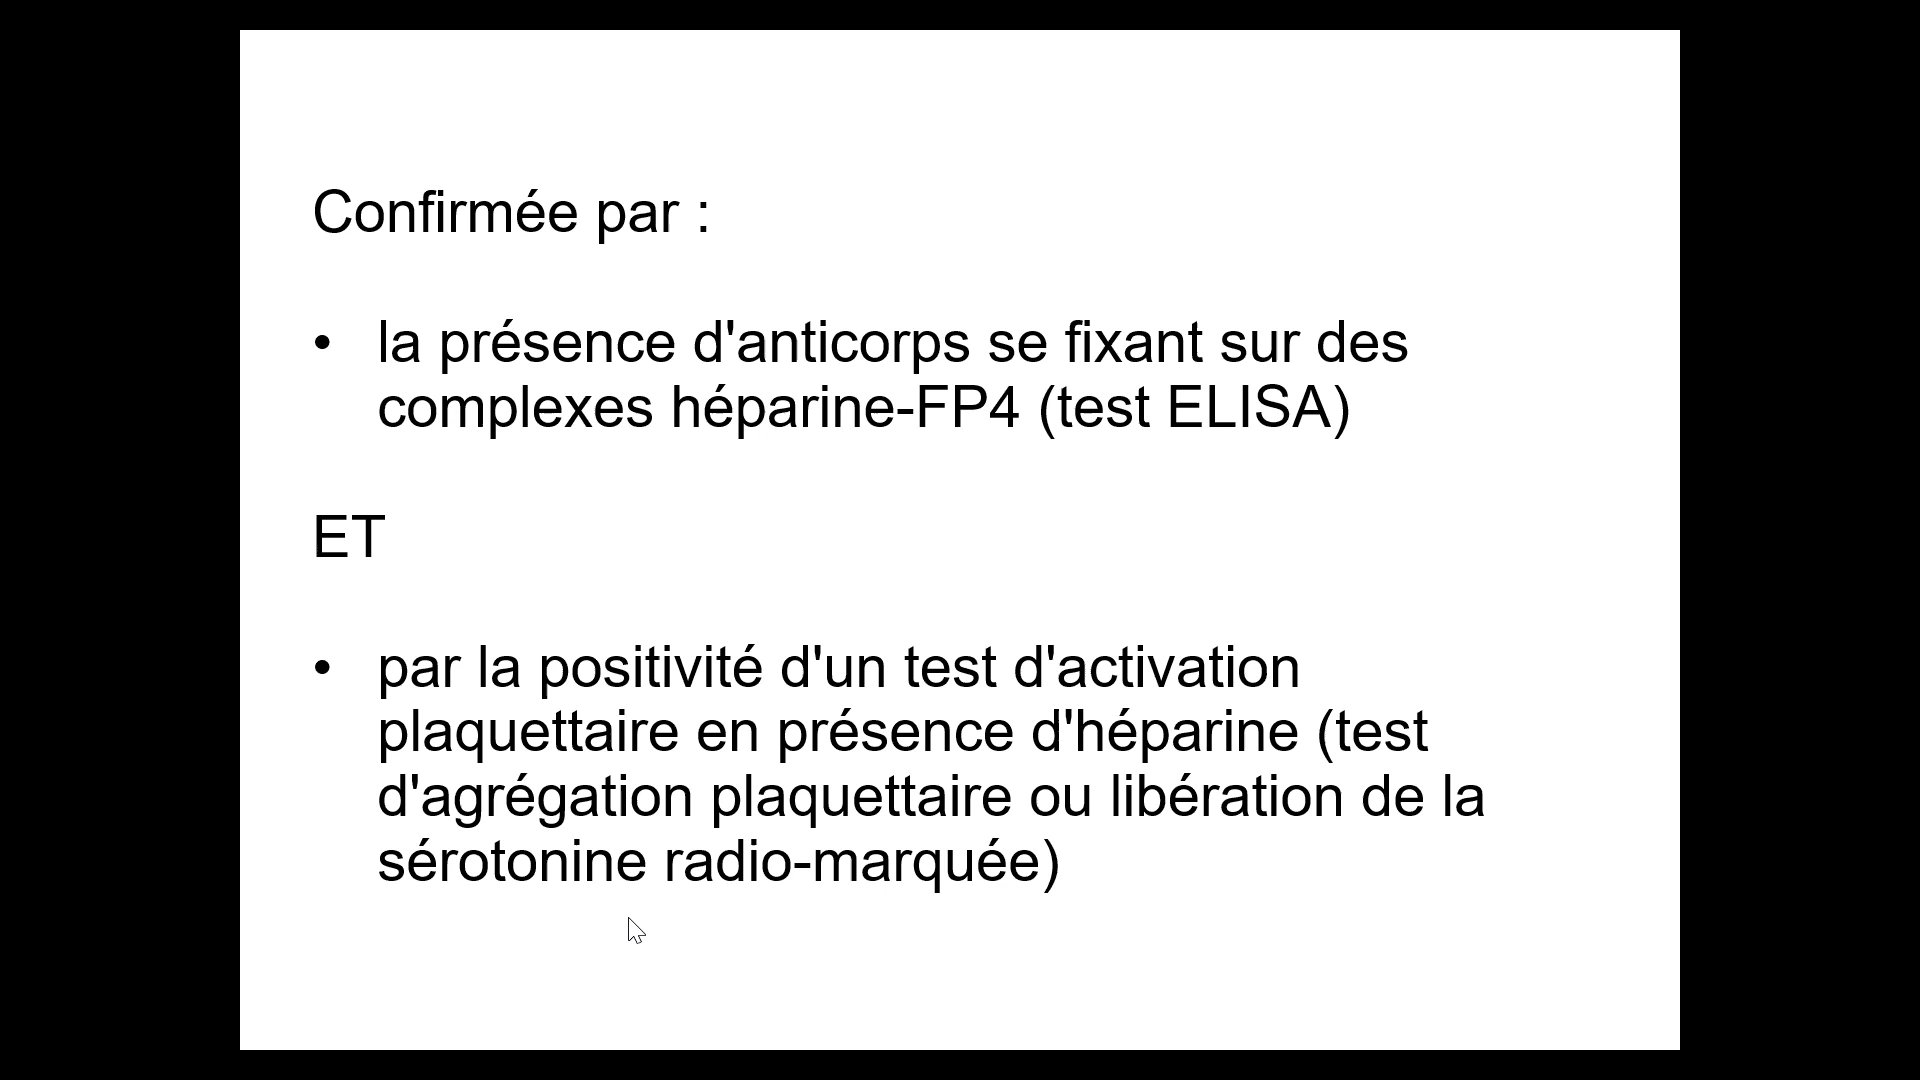 Confirmée par :
• la présence d'anticorps se fixant sur des
complexes héparine-FP4 (test ELISA)
ET
• par la positivité d'un test d'activation
plaquettaire en présence d'héparine (test
d'agrégation plaquettaire ou libération de la
sérotonine radio-marquée)